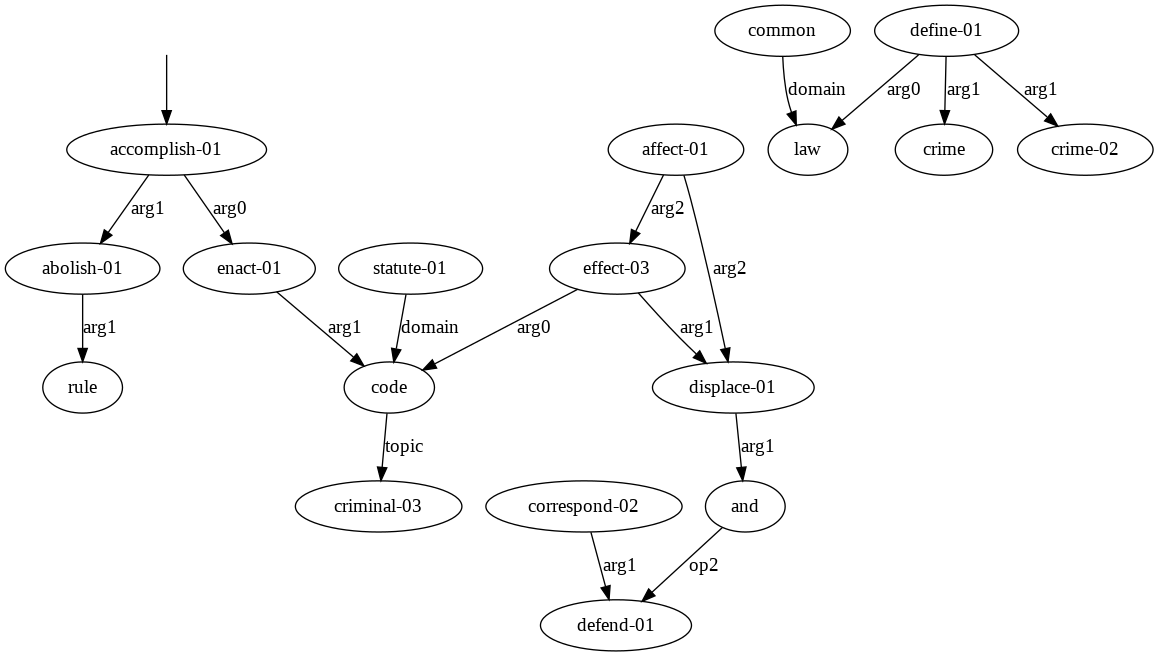 common
define-01
domain
arg0
arg1
arg1
accomplish-01
affect-01
law
crime
crime-02
arg1
arg0
arg2
abolish-01
enact-01
statute-01
effect-03
arg2
arg1
arg1
domain
arg0
arg1
rule
code
displace-01
topic
arg1
criminal-03
correspond-02
and
arg1
op2
defend-01